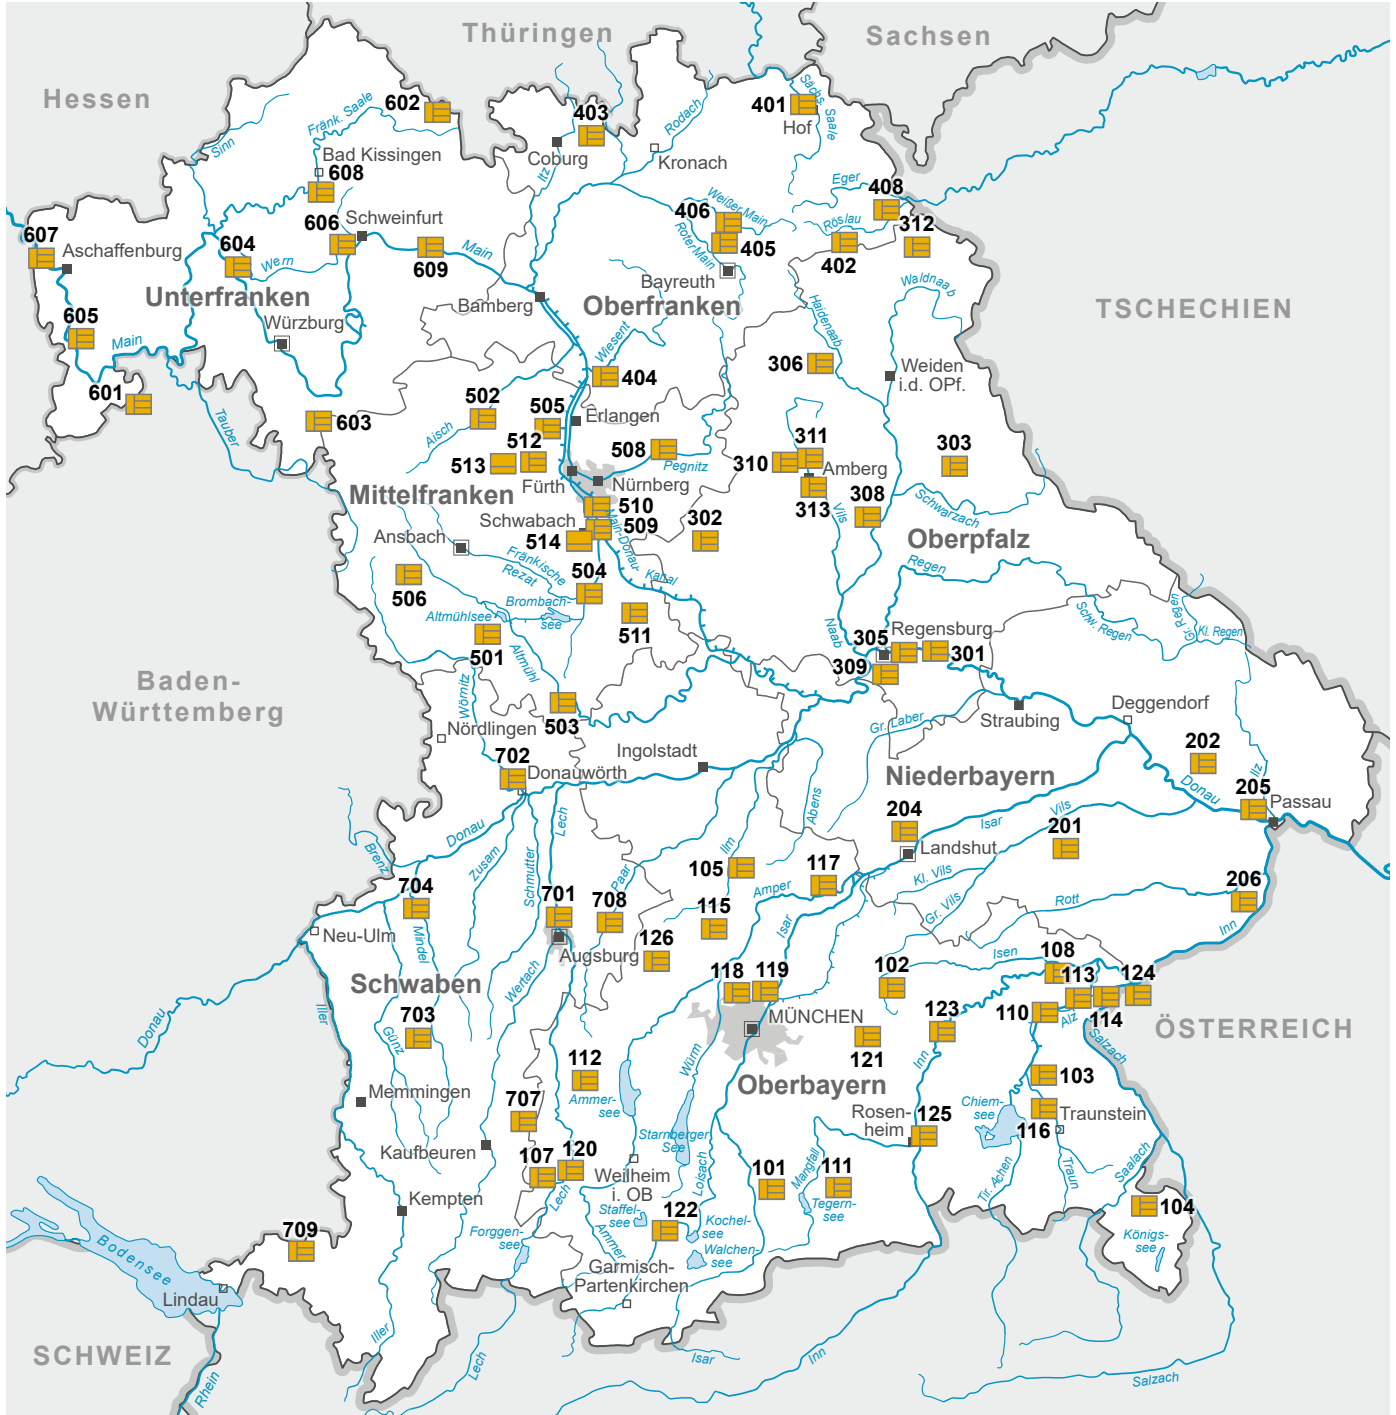 Thüringen
Sachsen
Hessen
602
403
401
Hof
Sächs. Saale
Fränk. Saale
Sinn
Rodach
Coburg
Itz
Kronach
Bad Kissingen
608
Eger
408
Weißer Main
406
Röslau
312
606
Schweinfurt
607
Aschaffenburg
604
Wern
609
Main
Roter Main
405
402
Bayreuth
Waldnaab
Unterfranken
Bamberg
Oberfranken
Haidenaab
TSCHECHIEN
605
Würzburg
Main
Wiesent
306
Weiden
i.d. OPf.
601
404
Tauber
603
502
505
Erlangen
Aisch
512
508
311
303
513
Pegnitz
310
Amberg
Fürth
Nürnberg
Mittelfranken
510
313
308
Schwarzach
Schwabach
509
302
Vils
Ansbach
514
Main-Donau-
Kanal
Oberpfalz
Fränkische
Rezat
504
Regen
506
Brombach-
see
Altmühlsee
511
Schw. Regen
Gr. Regen
Kl. Regen
Naab
305
Regensburg
501
Altmühl
301
309
Baden-
Württemberg
Wörnitz
503
Gr. Laber
Straubing
Deggendorf
Nördlingen
Ingolstadt
702
Donauwörth
Niederbayern
202
Ilz
Donau
205
Passau
Abens
Lech
204
Isar
Vils
Donau
Brenz
Zusam
Schmutter
Ilm
201
Landshut
105
Paar
117
Kl. Vils
Amper
704
701
708
115
Gr. Vils
Rott
206
Inn
Neu-Ulm
Mindel
Isar
Augsburg
126
Isen
108
Schwaben
Wertach
118
119
102
113
124
Iller
Donau
MÜNCHEN
123
110
Alz
114
ÖSTERREICH
703
Günz
121
Salzach
Würm
Inn
112
Oberbayern
103
Memmingen
Ammer-
see
707
Rosen-
heim
125
Chiem-
see
Traunstein
116
Starnberger
See
Kaufbeuren
107
120
Weilheim
i. OB
Loisach
101
Mangfall
111
Tir. Achen
Traun
Saalach
Kempten
Lech
Tegern-
see
104
Staffel-
see
122
Kochel-
see
Forggen-
see
Ammer
Walchen-
see
Königs-
see
709
Bodensee
Garmisch-
Partenkirchen
Lindau
SCHWEIZ
Iller
Lech
Isar
Inn
Salzach
Rhein